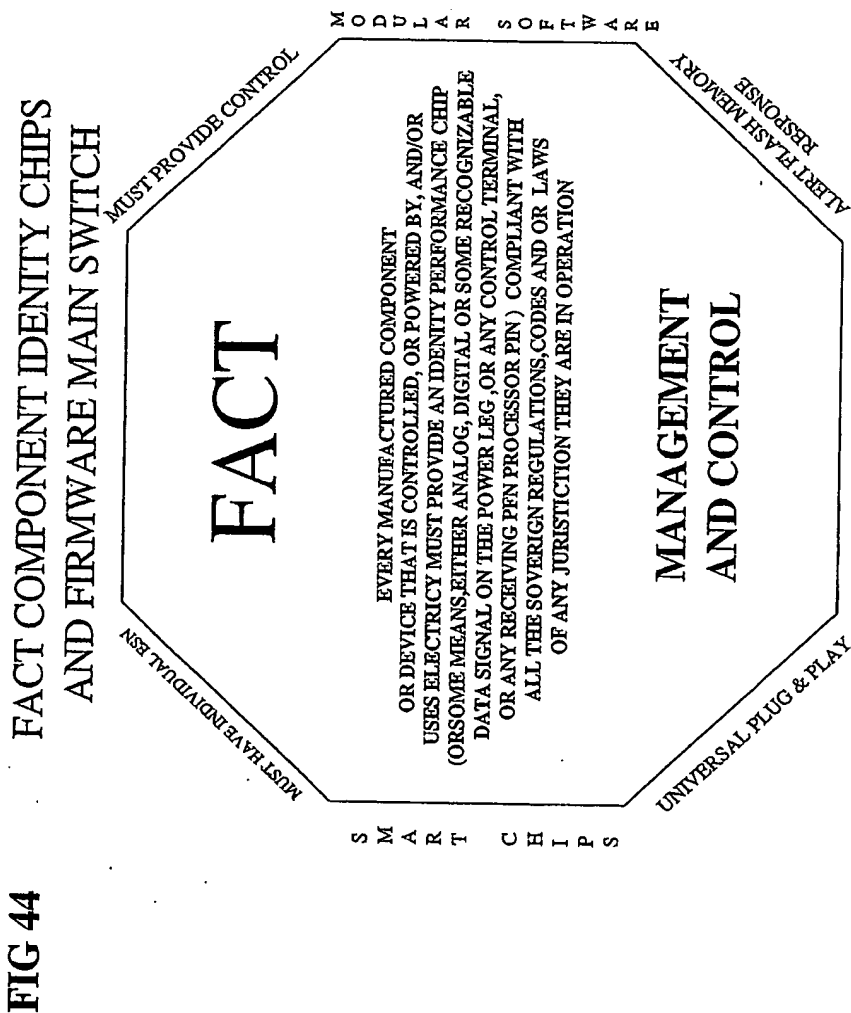 FIG 44
FACT COMPONENT IDENITY CHIPS
AND FIRMWARE MAIN SWITCH
MUST HAVE INDIVIDUAL ESN
MUST PROVIDE CONTROL
SMART CHIPS
MODULAR SOFTWARE
FACT
EVERY MANUFACTURED COMPONENT
OR DEVICE THAT IS CONTROLLED, OR POWERED BY, AND/OR
USES ELECTRICY MUST PROVIDE AN IDENITY PERFORMANCE CHIP
(ORSOME MEANS,EITHER ANALOG, DIGITAL OR SOME RECOGNIZABLE
DATA SIGNAL ON THE POWER LEG ,OR ANY CONTROL TERMINAL,
OR ANY RECEIVING PFN PROCESSOR PIN ) COMPLIANT WITH
ALL THE SOVERIGN REGULATIONS,CODES AND OR LAWS
OF ANY JURISTICTION THEY ARE IN OPERATION
MANAGEMENT
AND CONTROL
UNIVERSAL PLUG & PLAY
ALERT FLASH MEMORY
RESPONSE